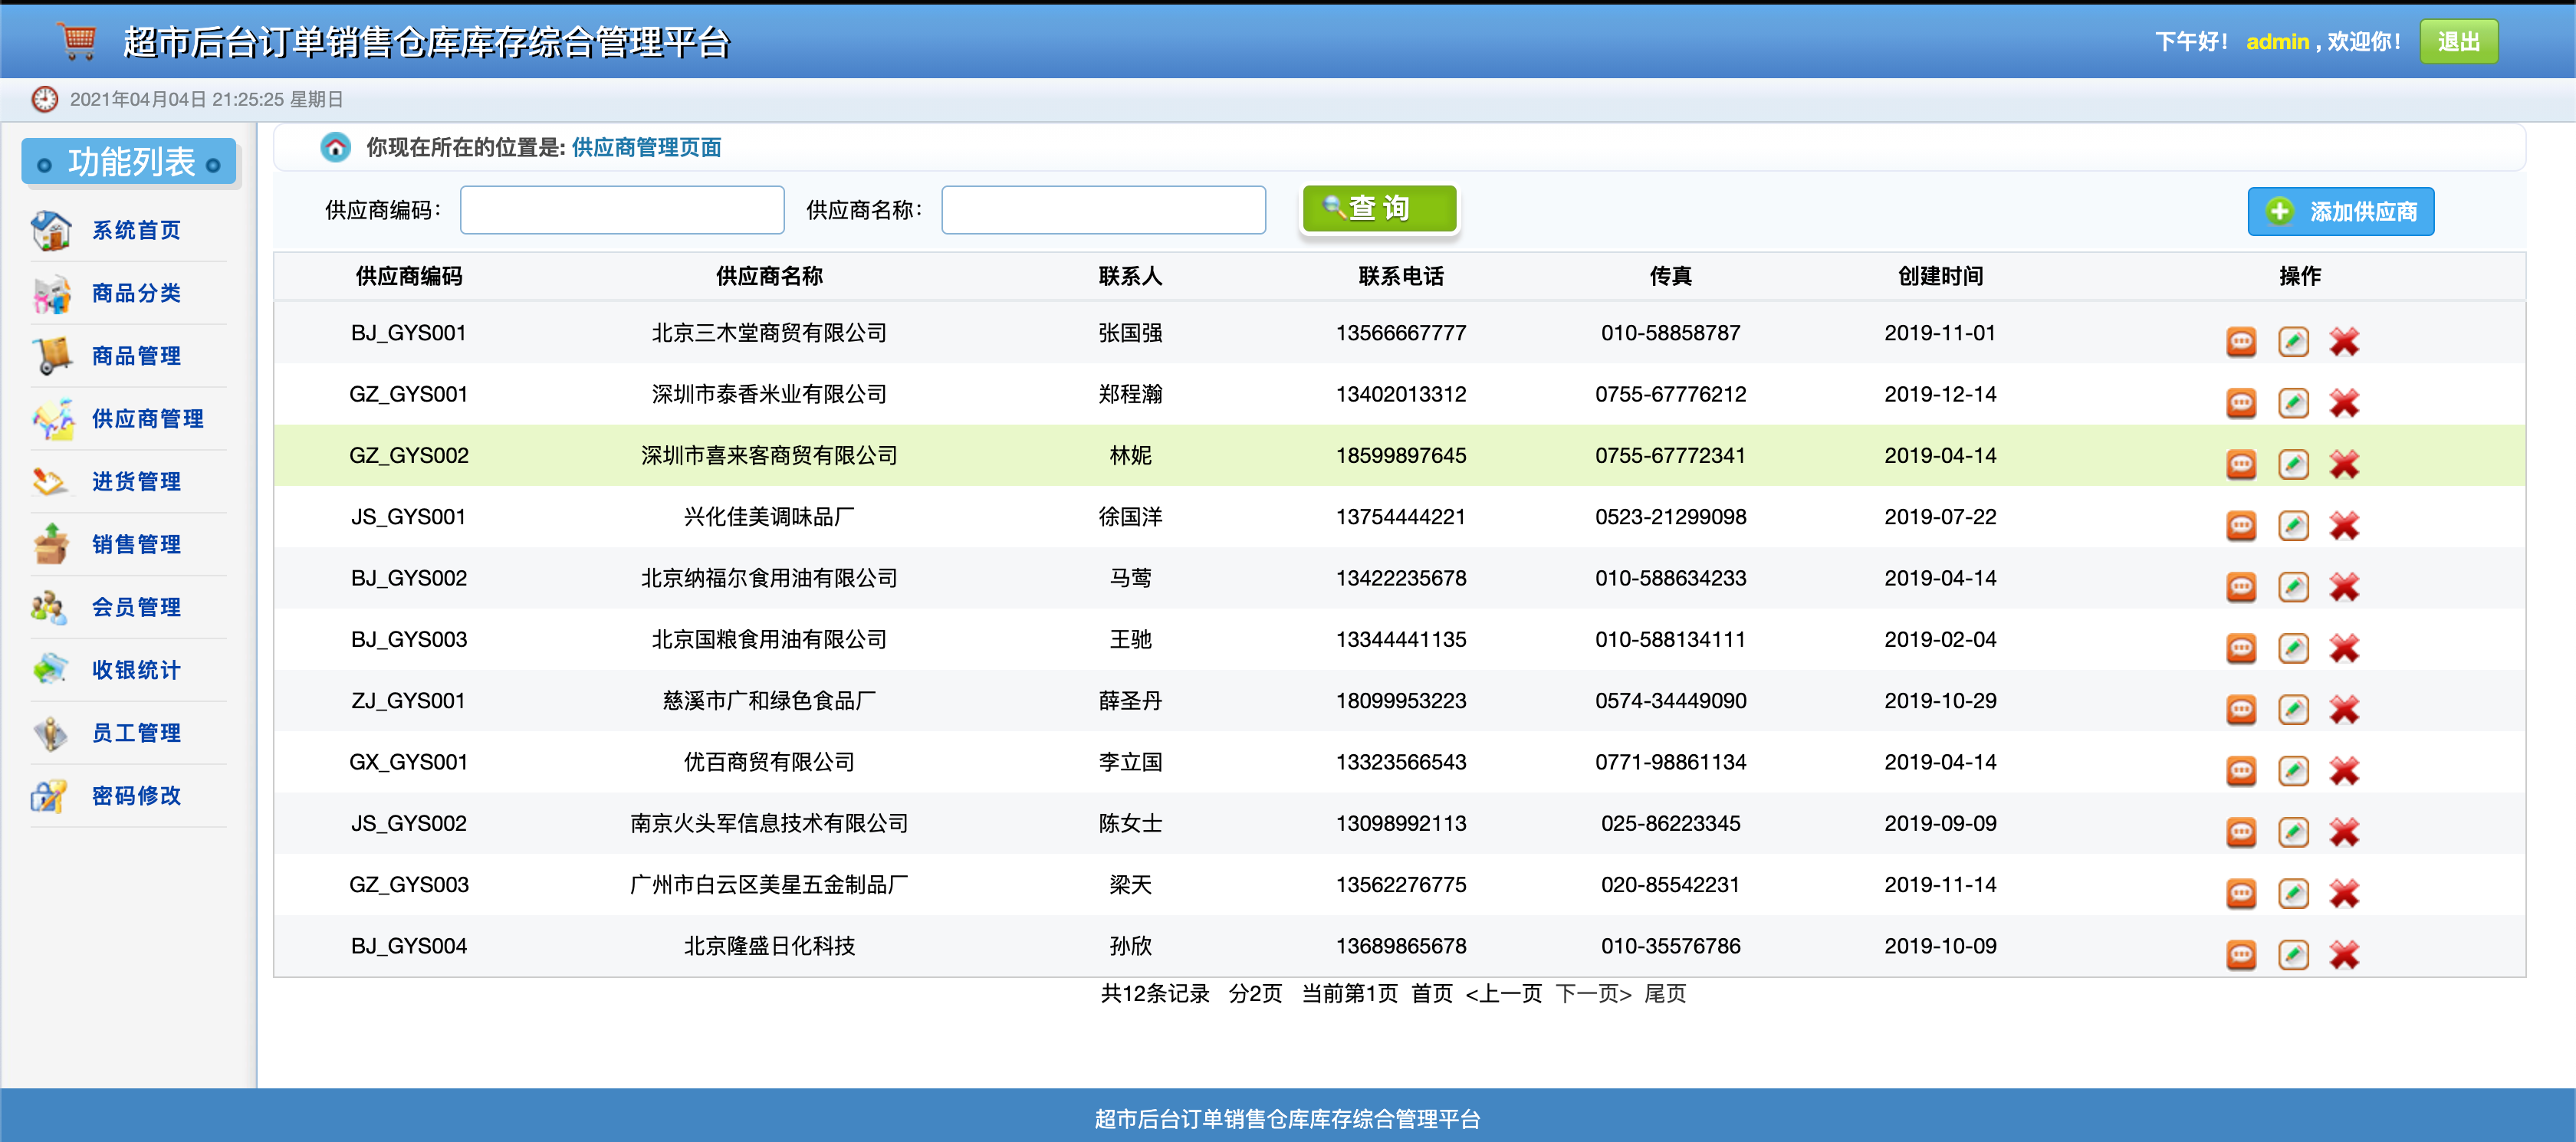 超市后台订单销售仓库库存综合管理平台
下午好! admin , 欢迎你! 退出
2021年04月04日 21:25:25 星期日
功能列表
系统首页
商品分类
商品管理
供应商管理
进货管理
销售管理
会员管理
收银统计
员工管理
密码修改
你现在所在的位置是: 供应商管理页面
供应商编码: 供应商名称: 查 询 添加供应商
供应商编码 供应商名称 联系人 联系电话 传真 创建时间 操作
BJ_GYS001 北京三木堂商贸有限公司 张国强 13566667777 010-58858787 2019-11-01
GZ_GYS001 深圳市泰香米业有限公司 郑程瀚 13402013312 0755-67776212 2019-12-14
GZ_GYS002 深圳市喜来客商贸有限公司 林妮 18599897645 0755-67772341 2019-04-14
JS_GYS001 兴化佳美调味品厂 徐国洋 13754444221 0523-21299098 2019-07-22
BJ_GYS002 北京纳福尔食用油有限公司 马莺 13422235678 010-588634233 2019-04-14
BJ_GYS003 北京国粮食用油有限公司 王驰 13344441135 010-588134111 2019-02-04
ZJ_GYS001 慈溪市广和绿色食品厂 薛圣丹 18099953223 0574-34449090 2019-10-29
GX_GYS001 优百商贸有限公司 李立国 13323566543 0771-98861134 2019-04-14
JS_GYS002 南京火头军信息技术有限公司 陈女士 13098992113 025-86223345 2019-09-09
GZ_GYS003 广州市白云区美星五金制品厂 梁天 13562276775 020-85542231 2019-11-14
BJ_GYS004 北京隆盛日化科技 孙欣 13689865678 010-35576786 2019-10-09
共12条记录 分2页 当前第1页 首页 <上一页 下一页> 尾页
超市后台订单销售仓库库存综合管理平台